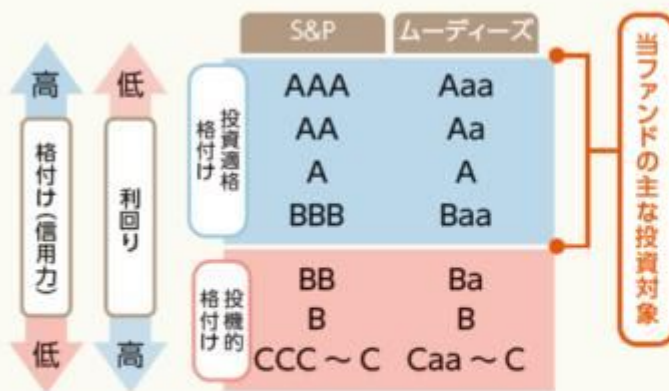 S&P ムーディーズ
高 低
格付け(信用力)
利回り
低 高
投資適格
格付け
AAA Aaa
AA Aa
A A
BBB Baa
投機的
格付け
BB Ba
B B
CCC ～ C Caa ～ C
当ファンドの主な投資対象